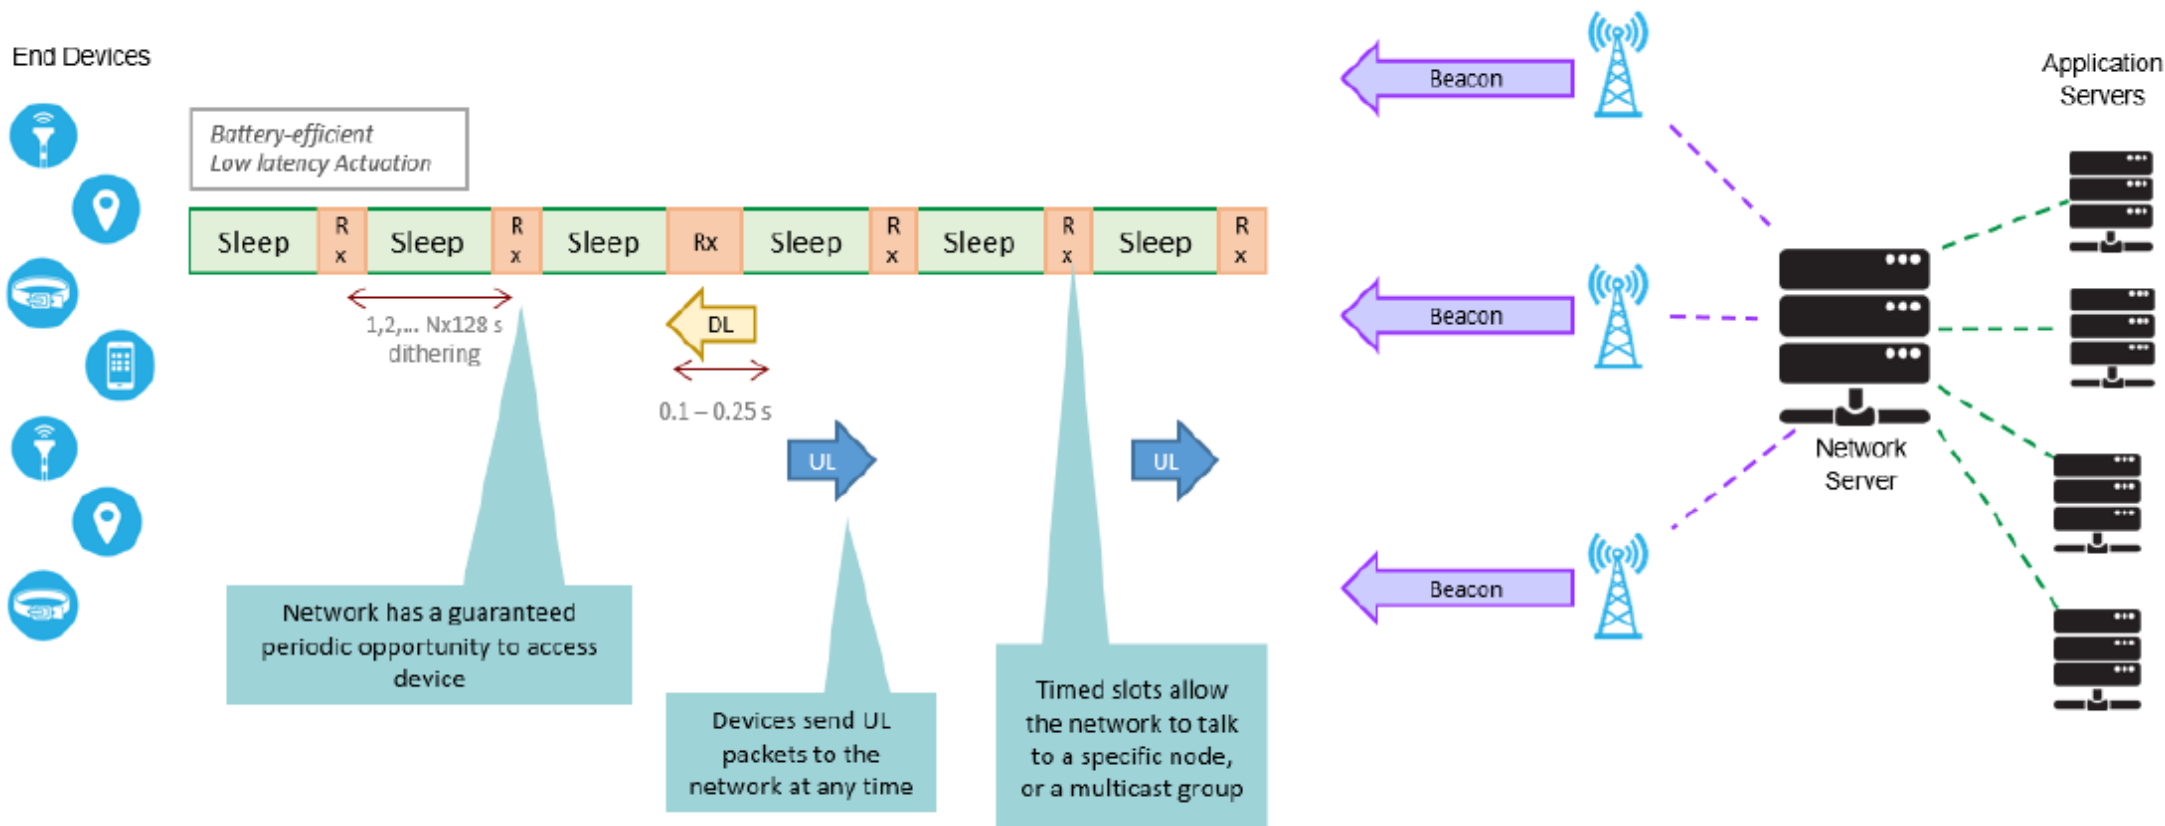 End Devices
Battery-efficient
Low latency Actuation
Sleep
R
x
Sleep
R
x
Sleep
Rx
Sleep
R
x
Sleep
R
x
Sleep
R
x
1,2,... Nx128 s
dithering
DL
0.1 – 0.25 s
UL
UL
Network has a guaranteed
periodic opportunity to access
device
Devices send UL
packets to the
network at any time
Timed slots allow
the network to talk
to a specific node,
or a multicast group
Beacon
Beacon
Beacon
Network
Server
Application
Servers